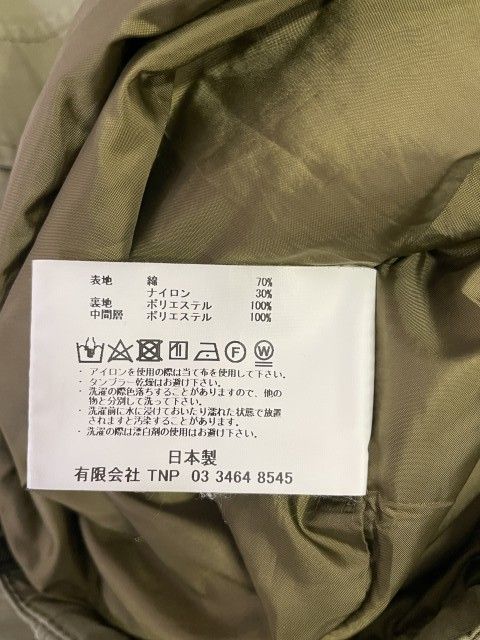 表地 綿 70%
ナイロン 30%
裏地 ポリエステル 100%
中間層 ポリエステル 100%
・アイロンを使用の際は当て布を使用して下さい。
・タンブラー乾燥はお避け下さい。
・洗濯の際色落ちすることがありますので、他の
物と分別して洗って下さい。
・洗濯前に水に浸けておいたり濡れた状態で放置
されますと汚染することがあります。
・洗濯の際は漂白剤の使用はお避け下さい。
日本製
有限会社 TNP 03 3464 8545